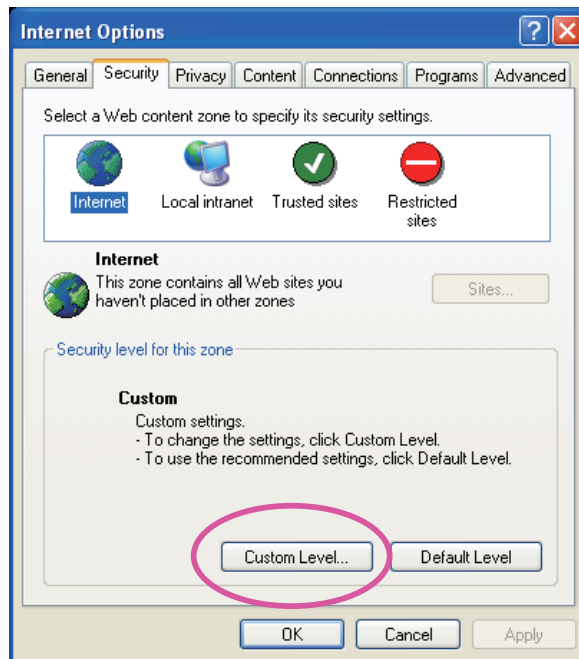 Internet Options
General Security Privacy Content Connections Programs Advanced
Select a Web content zone to specify its security settings.
Internet Local intranet Trusted sites Restricted sites
Internet
This zone contains all Web sites you
haven't placed in other zones
Sites...
Security level for this zone
Custom
Custom settings.
- To change the settings, click Custom Level.
- To use the recommended settings, click Default Level.
Custom Level... Default Level
OK Cancel Apply